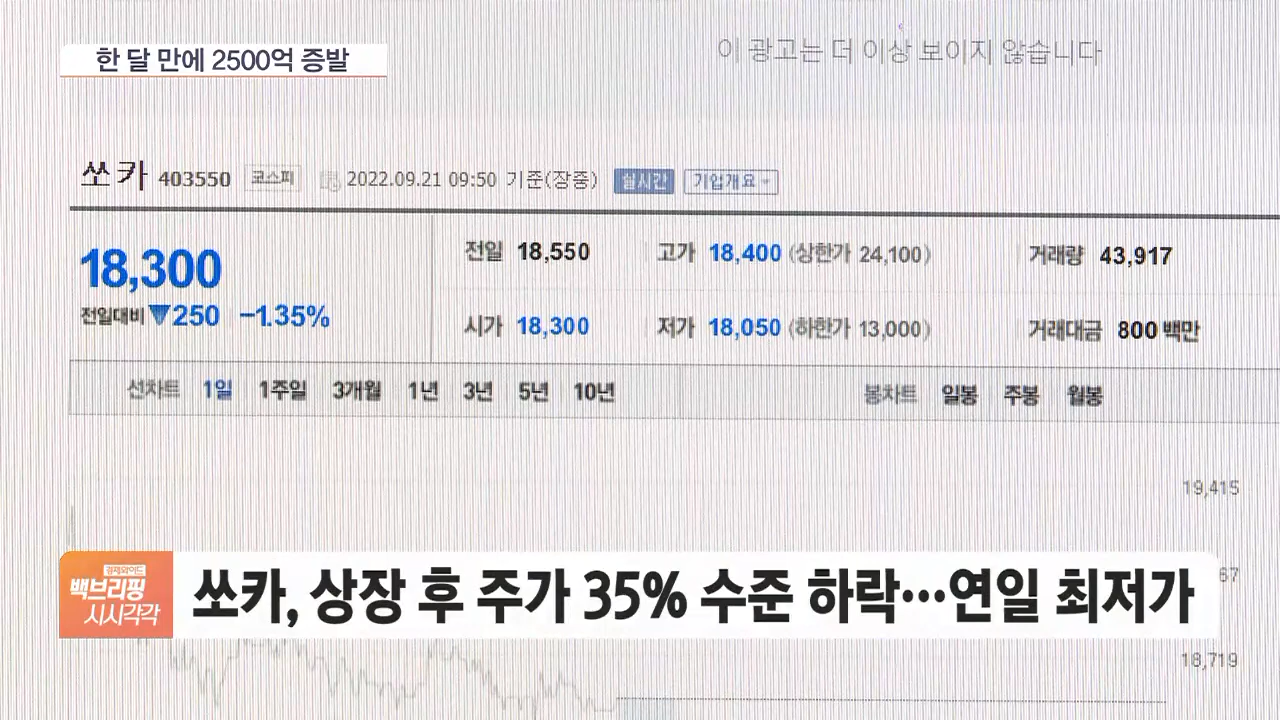 한 달 만에 2500억 증발
이 광고는 더 이상 보이지 않습니다
쏘카 403550 코스피 2022.09.21 09:50 기준(장중) 실시간 기업개요
18,300
전일대비 ▼250 -1.35%
전일 18,550 고가 18,400 (상한가 24,100) 거래량 43,917
시가 18,300 저가 18,050 (하한가 13,000) 거래대금 800 백만
선차트 1일 1주일 3개월 1년 3년 5년 10년 봉차트 일봉 주봉 월봉
19,415
67
경제와이드
백브리핑
시시각각
쏘카, 상장 후 주가 35% 수준 하락…연일 최저가
18,719